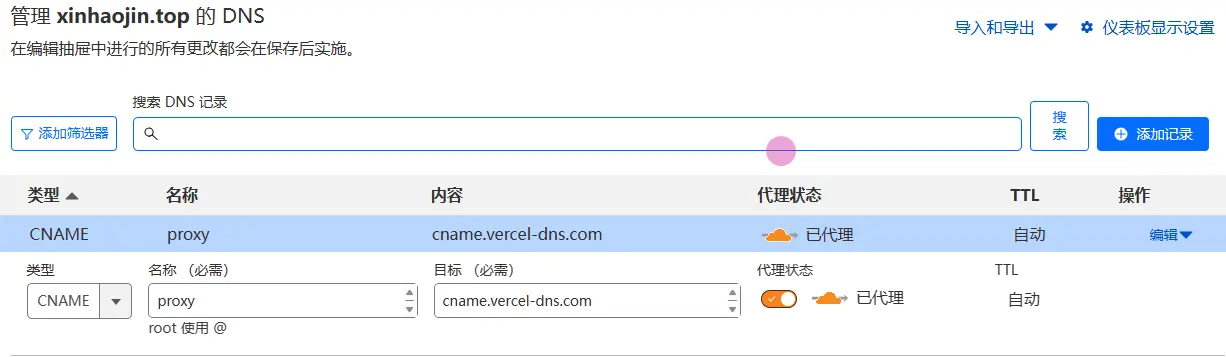 管理 xinhaojin.top 的 DNS
导入和导出 仪表板显示设置
在编辑抽屉中进行的所有更改都会在保存后实施。
搜索 DNS 记录
添加筛选器
搜
索
添加记录
类型 名称 内容 代理状态 TTL 操作
CNAME proxy cname.vercel-dns.com 已代理 自动 编辑
类型 名称 （必需） 目标 （必需） 代理状态 TTL
CNAME proxy cname.vercel-dns.com 已代理 自动
root 使用 @